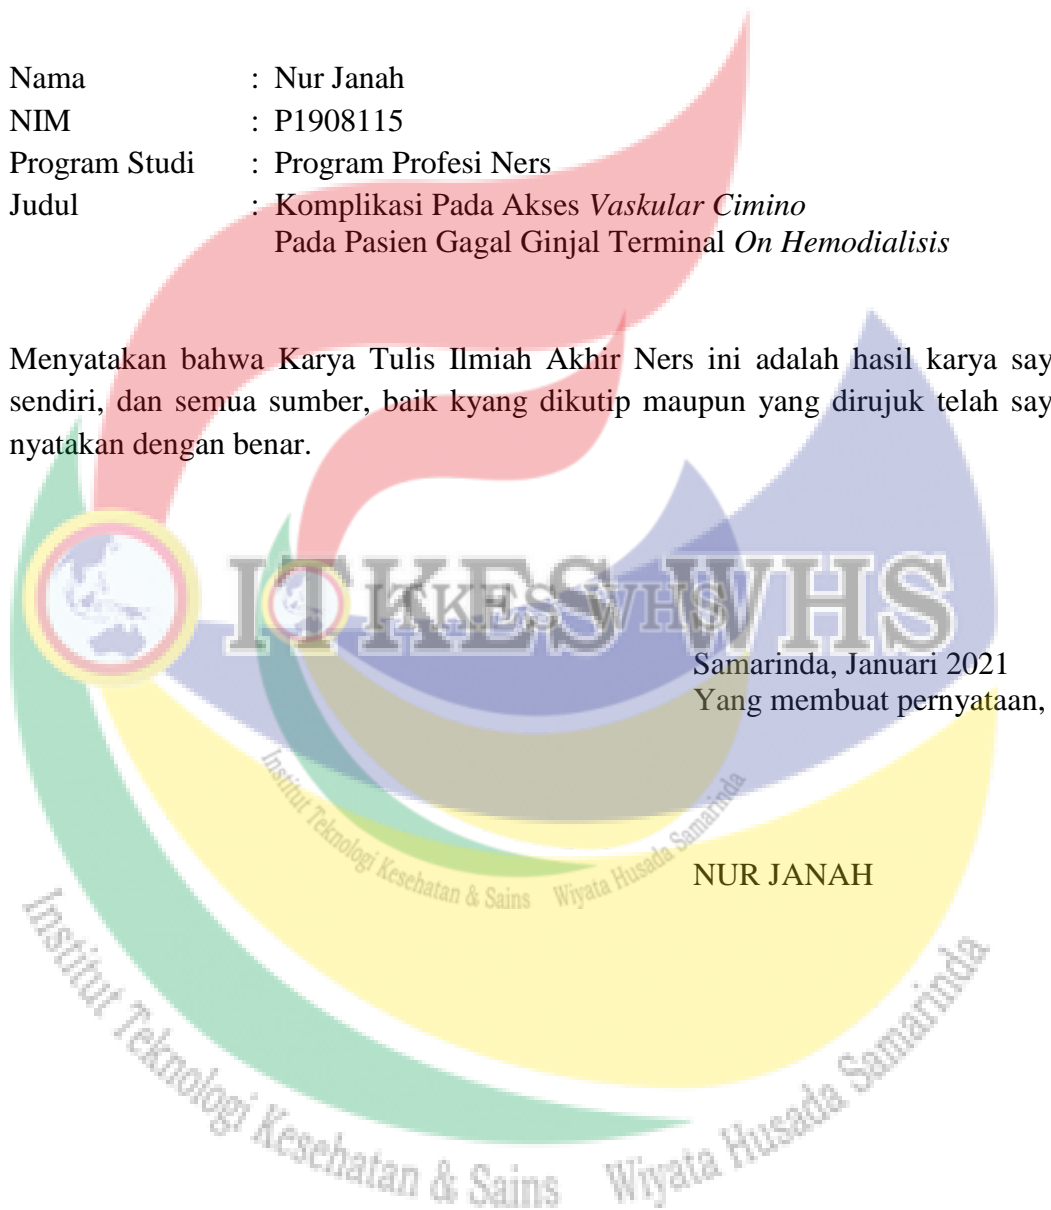 Nama : Nur Janah
NIM : P1908115
Program Studi : Program Profesi Ners
Judul : Komplikasi Pada Akses Vaskular Cimino
Pada Pasien Gagal Ginjal Terminal On Hemodialisis
Menyatakan bahwa Karya Tulis Ilmiah Akhir Ners ini adalah hasil karya say
sendiri, dan semua sumber, baik kyang dikutip maupun yang dirujuk telah say
nyatakan dengan benar.
ITKES WHS
ITKES WHS
Samarinda, Januari 2021
Yang membuat pernyataan,
Institut Teknologi Kesehatan & Sains Wiyata Husada Samarinda
NUR JANAH
Institut Teknologi Kesehatan & Sains Wiyata Husada Samarinda